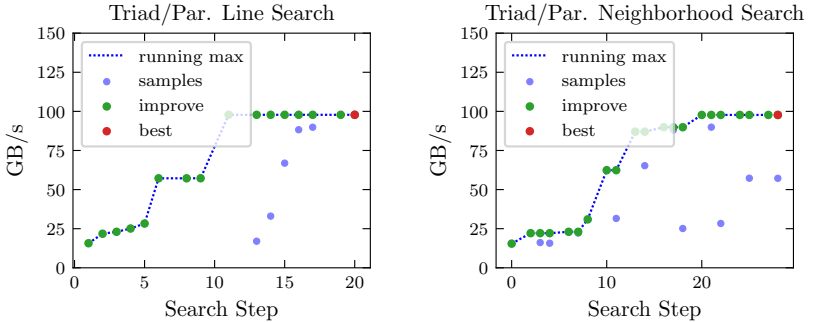 Triad/Par. Line Search
150
125
100
75
50
25
0
GB/s
running max
samples
improve
best
0
5
10
15
20
Search Step
Triad/Par. Neighborhood Search
150
125
100
75
50
25
0
GB/s
running max
samples
improve
best
0
10
20
Search Step